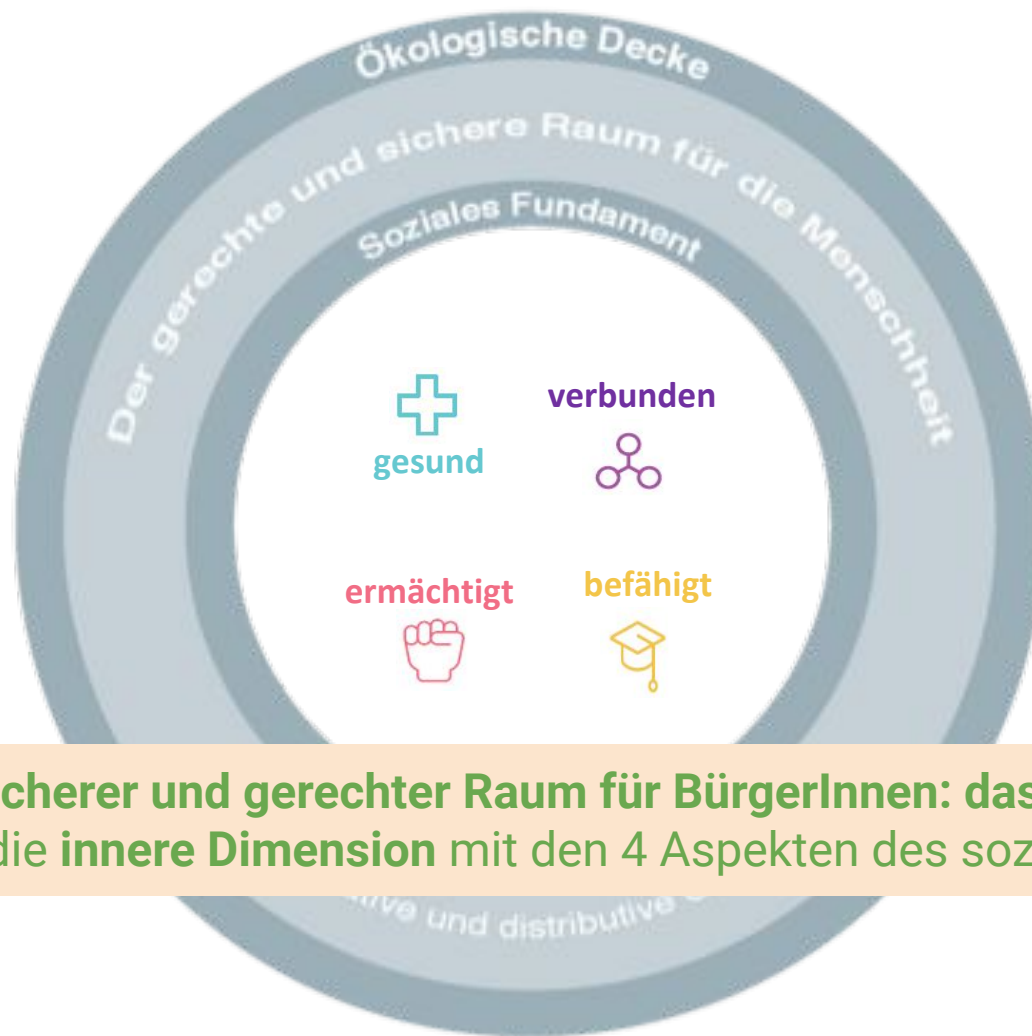 Ökologische Decke
Der gerechte und sichere Raum für die Menschheit
Soziales Fundament
verbunden
gesund
ermächtigt
befähigt
cherer und gerechter Raum für BürgerInnen: das
die innere Dimension mit den 4 Aspekten des soz
und distributive